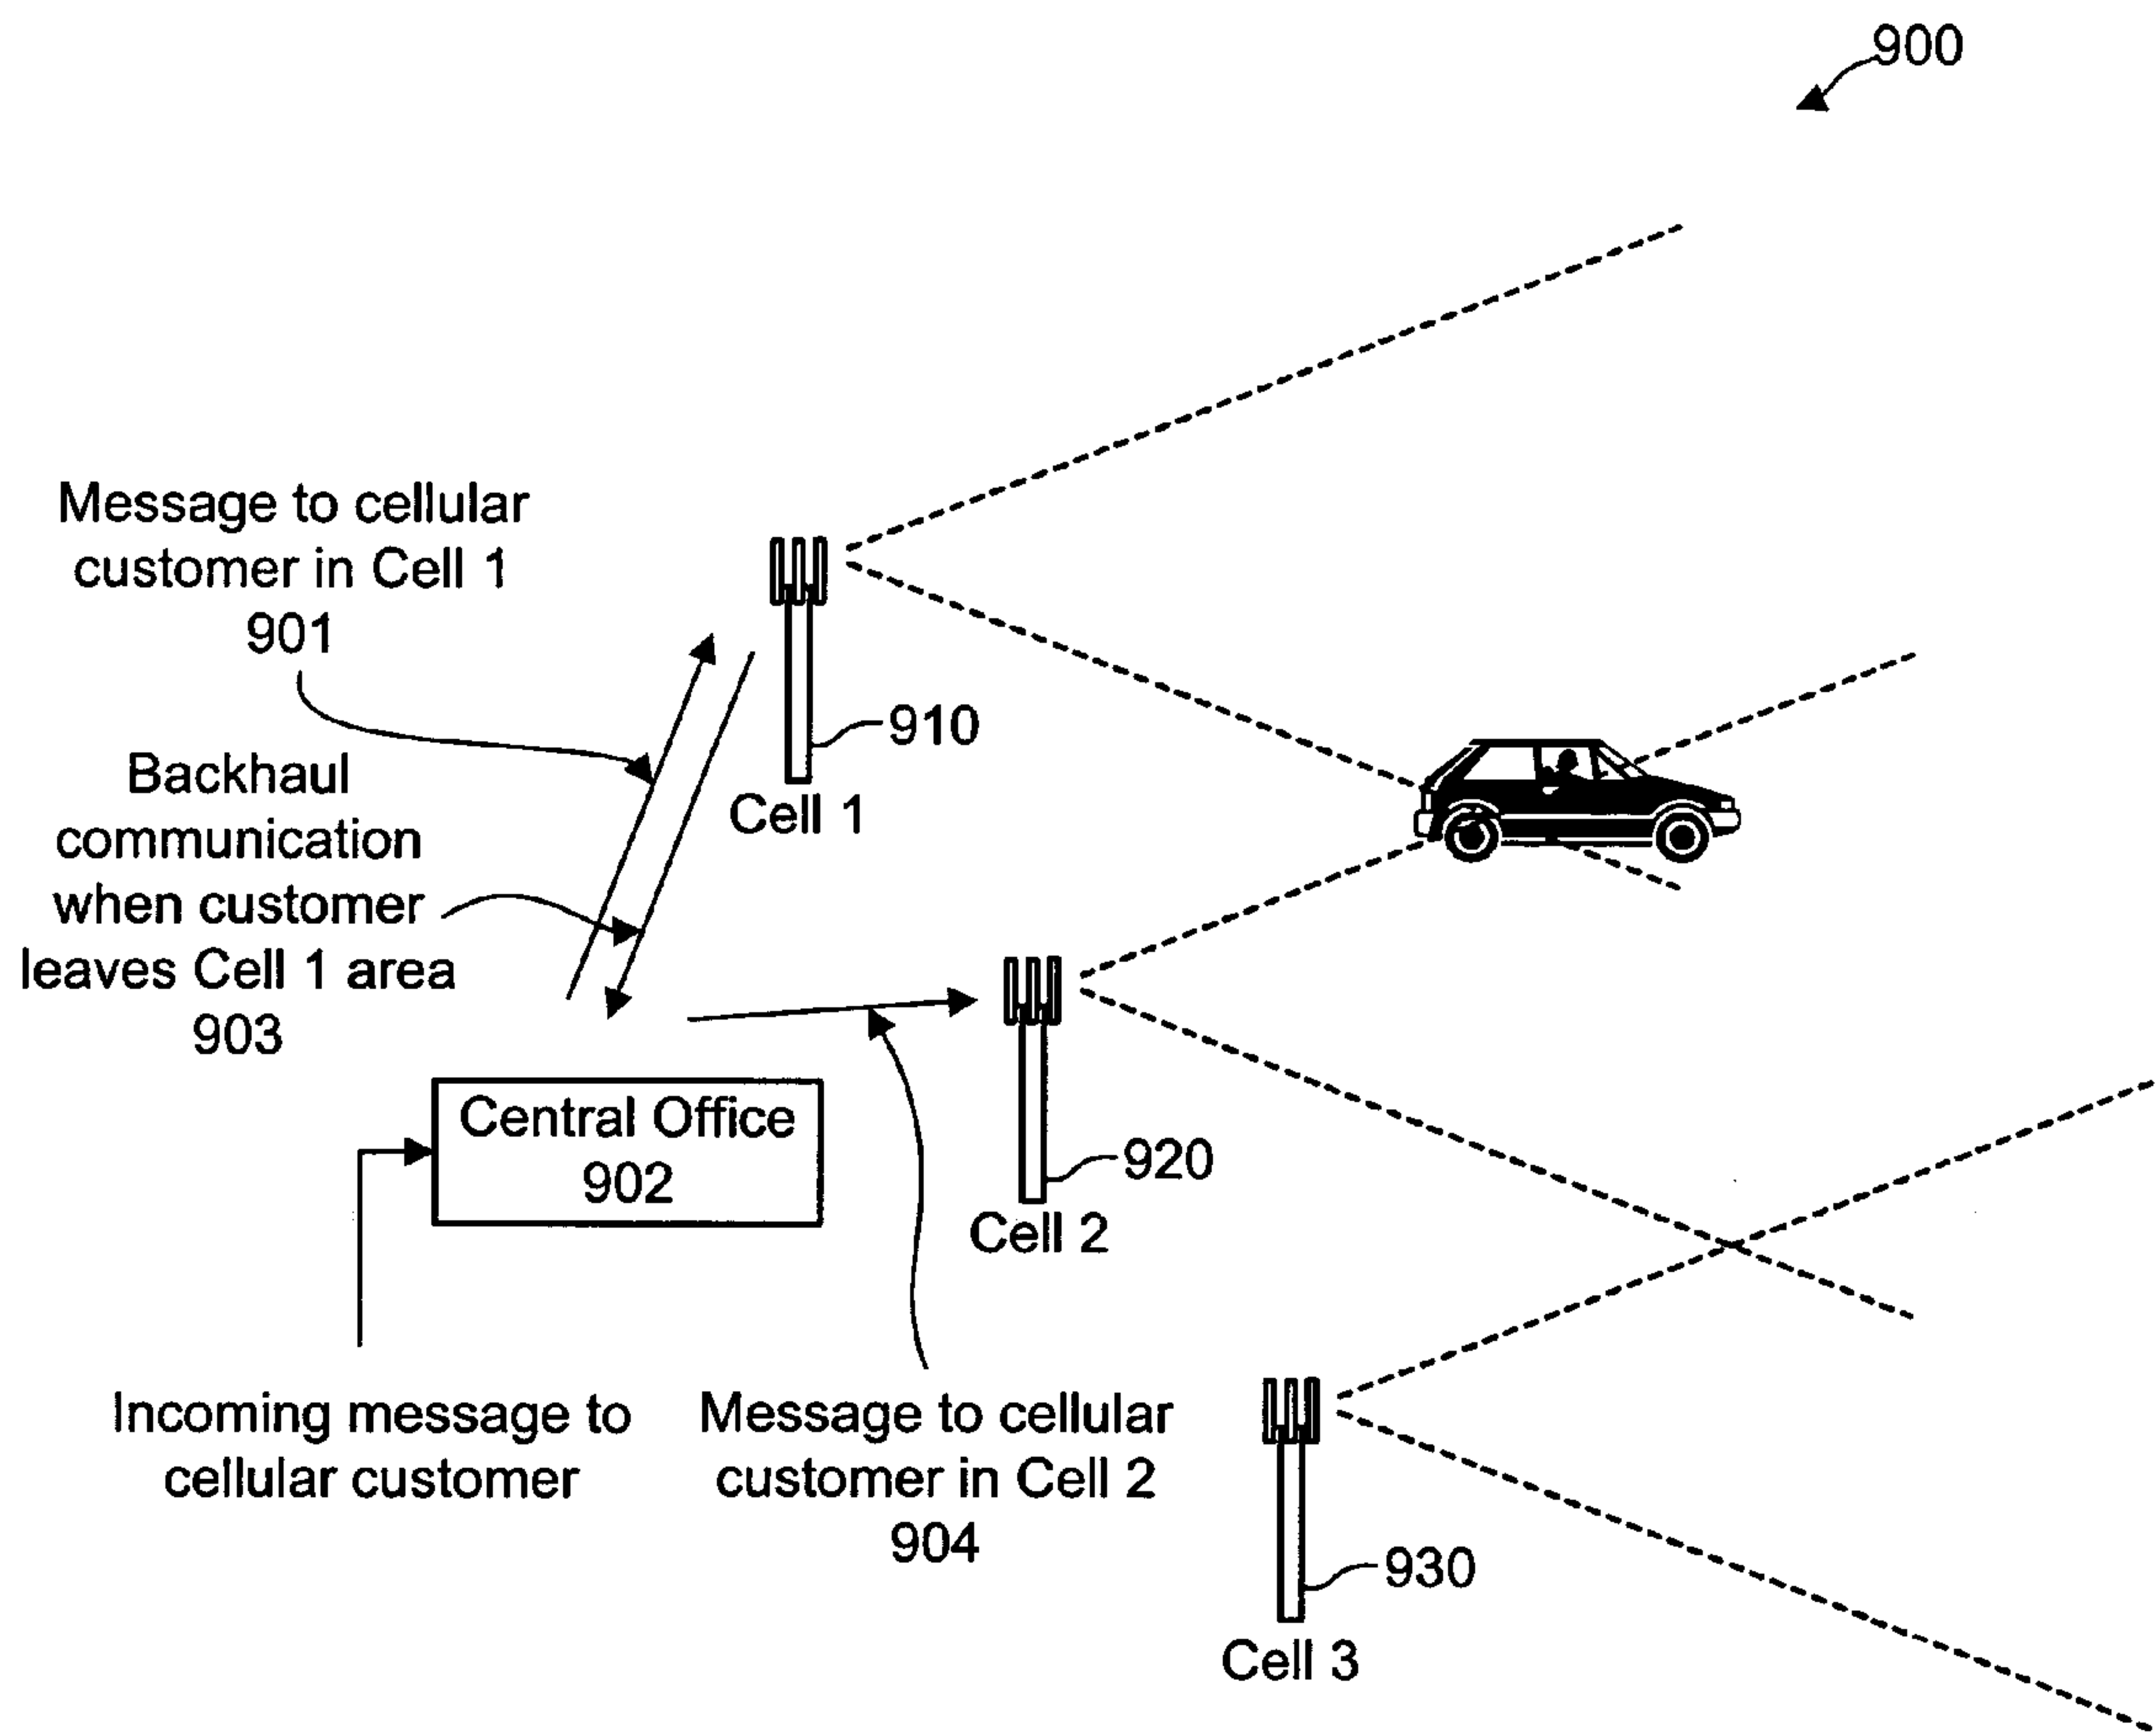 900
Message to cellular
customer in Cell 1
901
910
Cell 1
Backhaul
communication
when customer
leaves Cell 1 area
903
Central Office
902
920
Cell 2
Incoming message to
cellular customer
Message to cellular
customer in Cell 2
904
930
Cell 3